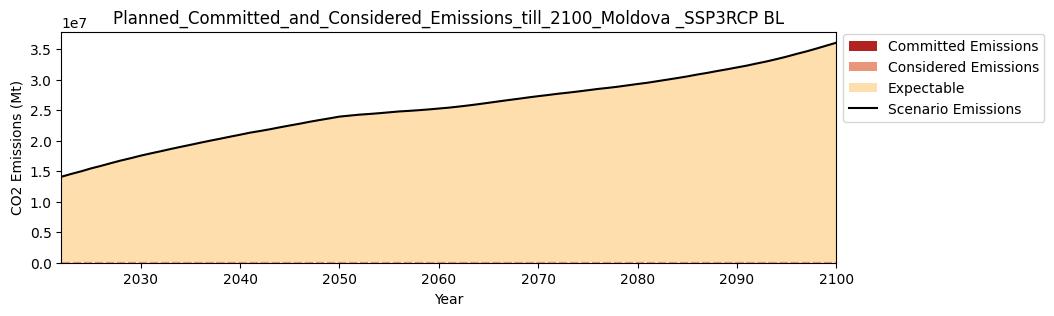 Planned_Committed_and_Considered_Emissions_till_2100_Moldova _SSP3RCP BL
1e7
3.5
3.0
2.5
2.0
1.5
1.0
0.5
0.0
CO2 Emissions (Mt)
2030 2040 2050 2060 2070 2080 2090 2100
Year
Committed Emissions
Considered Emissions
Expectable
Scenario Emissions